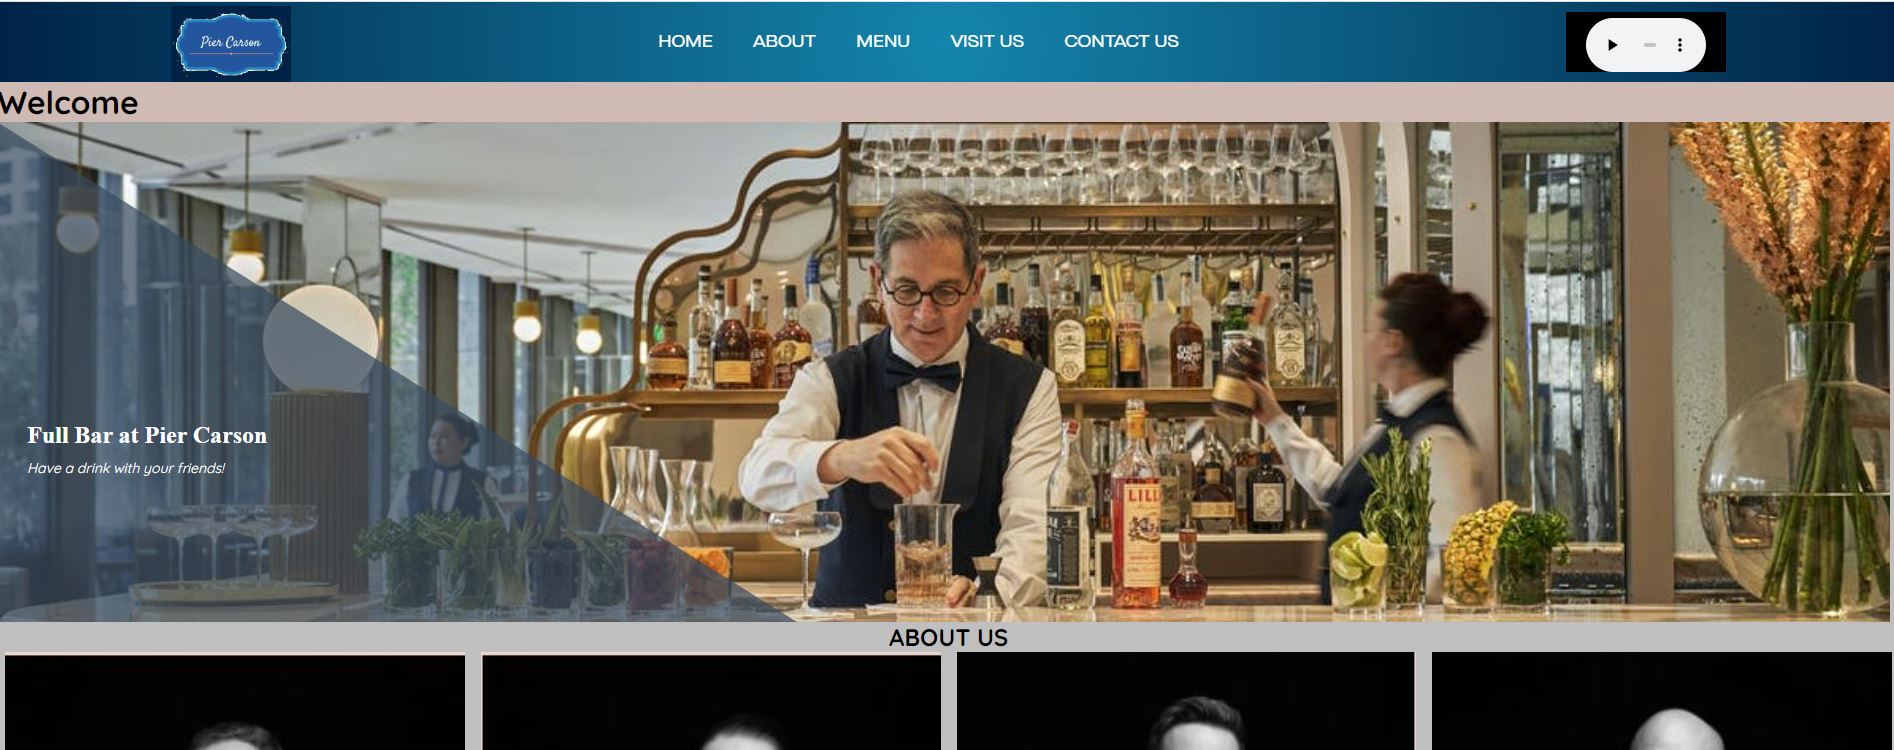 Pier Carson
HOME ABOUT MENU VISIT US CONTACT US
Welcome
Full Bar at Pier Carson
Have a drink with your friends!
LILL
ABOUT US